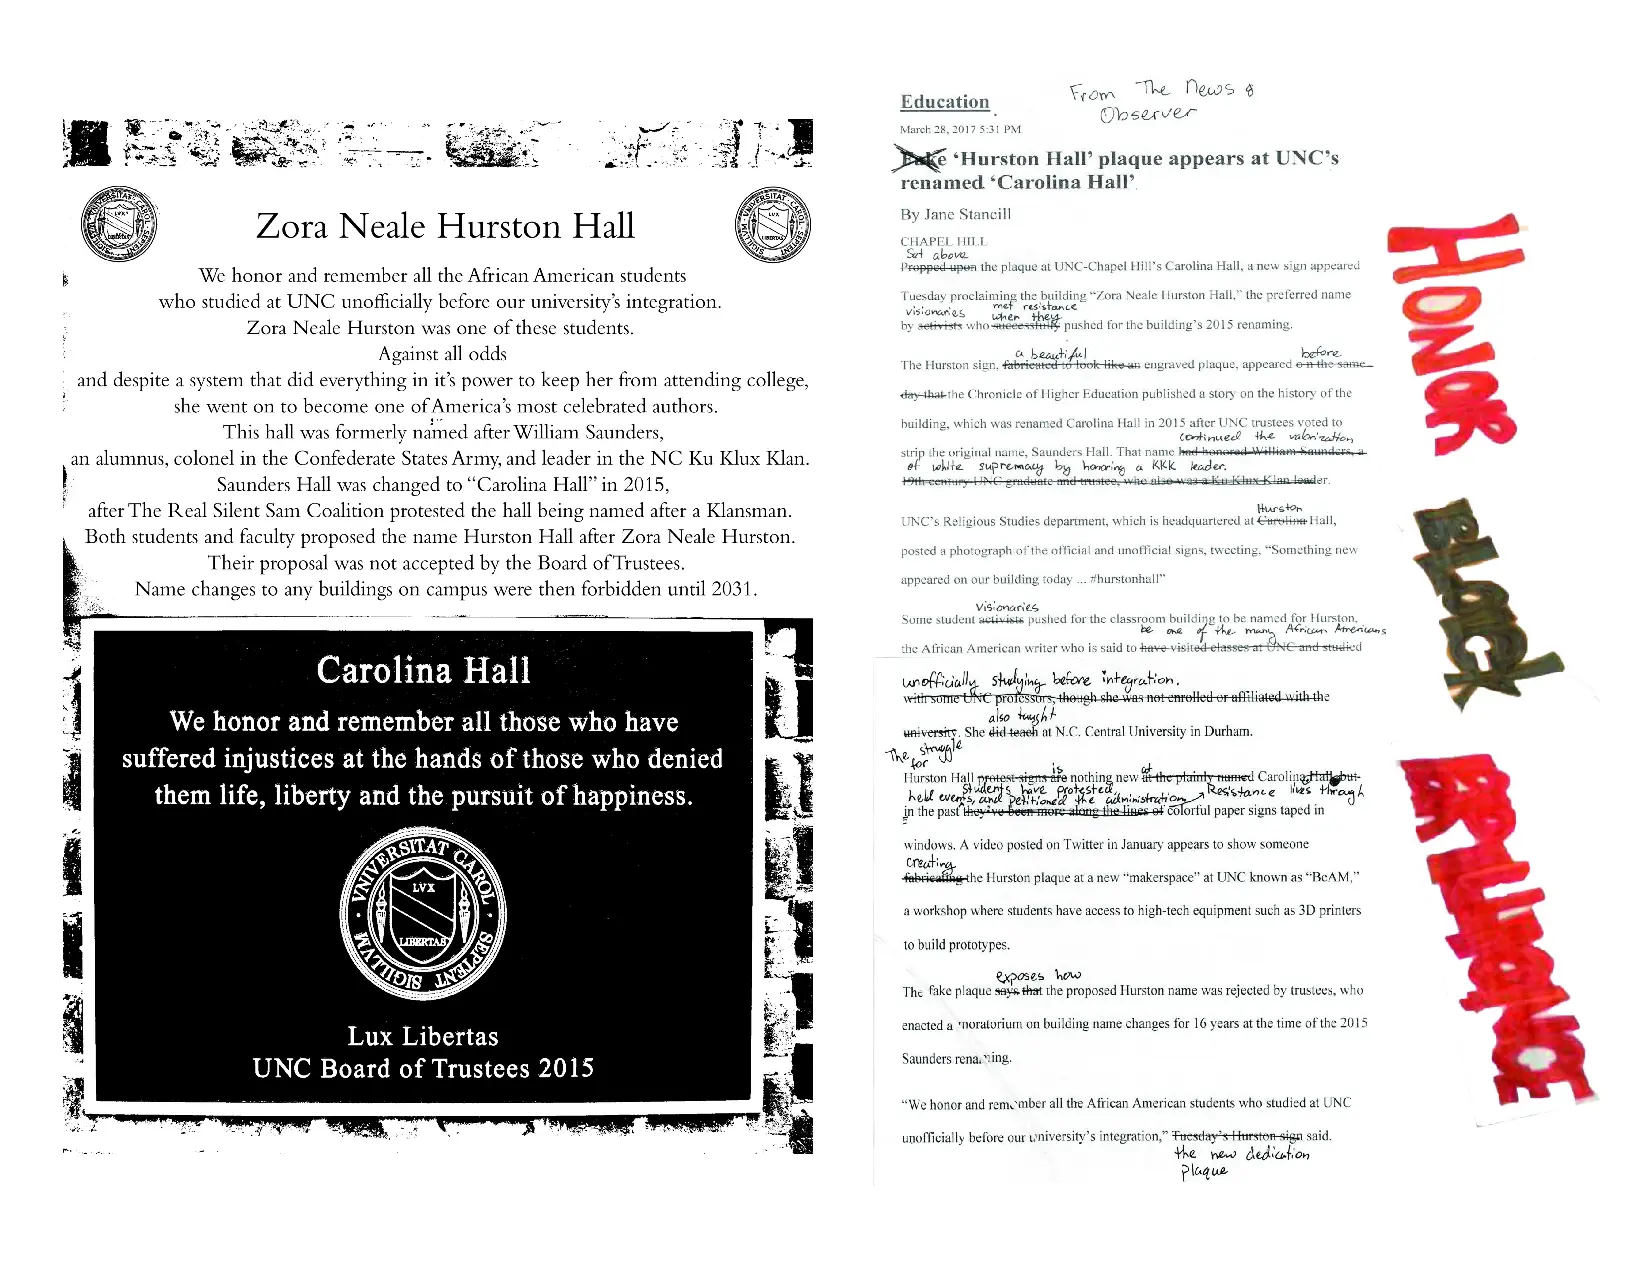 Zora Neale Hurston Hall
We honor and remember all the African American students
who studied at UNC unofficially before our university's integration.
Zora Neale Hurston was one of these students.
Against all odds
and despite a system that did everything in it's power to keep her from attending college,
she went on to become one of America's most celebrated authors.
This hall was formerly named after William Saunders,
an alumnus, colonel in the Confederate States Army, and leader in the NC Ku Klux Klan.
Saunders Hall was changed to “Carolina Hall” in 2015,
after The Real Silent Sam Coalition protested the hall being named after a Klansman.
Both students and faculty proposed the name Hurston Hall after Zora Neale Hurston.
Their proposal was not accepted by the Board of Trustees.
Name changes to any buildings on campus were then forbidden until 2031.
Carolina Hall
We honor and remember all those who have
suffered injustices at the hands of those who denied
them life, liberty and the pursuit of happiness.
UNIVERSITAT CAROL SEPTENT SIGILLVM
LVX
LIBERTAS
Lux Libertas
UNC Board of Trustees 2015
From The News &
Observer
Education
March 28, 2017 5:31 PM
Fake ‘Hurston Hall’ plaque appears at UNC’s
renamed ‘Carolina Hall’
By Jane Stancill
CHAPEL HILL
Set above
Propped upon the plaque at UNC-Chapel Hill’s Carolina Hall, a new sign appeared
Tuesday proclaiming the building “Zora Neale Hurston Hall,” the preferred name
visionaries met resistance when they
by activists who successfully pushed for the building’s 2015 renaming.
a beautiful before
The Hurston sign, fabricated to look like an engraved plaque, appeared on the same
day that the Chronicle of Higher Education published a story on the history of the
building, which was renamed Carolina Hall in 2015 after UNC trustees voted to
continued the valorization
strip the original name, Saunders Hall. That name had honored William Saunders, a
of white supremacy by honoring a KKK leader.
19th century UNC graduate and trustee, who also was a Ku Klux Klan leader.
Hurston
UNC’s Religious Studies department, which is headquartered at Carolina Hall,
posted a photograph of the official and unofficial signs, tweeting, “Something new
appeared on our building today ... #hurstonhall”
Visionaries
Some student activists pushed for the classroom building to be named for Hurston,
be one of the many African Americans
the African American writer who is said to have visited classes at UNC and studied
unofficially studying before integration.
with some UNC professors, though she was not enrolled or affiliated with the
also taught
university. She did teach at N.C. Central University in Durham.
The struggle
for is at
Hurston Hall protest signs are nothing new at the plainly named Carolina Hall, but
Students have protested,
held events, and petitioned the administration Resistance lives through
in the past they’ve been more along the lines of colorful paper signs taped in
windows. A video posted on Twitter in January appears to show someone
creating
fabricating the Hurston plaque at a new “makerspace” at UNC known as “BeAM,”
a workshop where students have access to high-tech equipment such as 3D printers
to build prototypes.
exposes how
The fake plaque says that the proposed Hurston name was rejected by trustees, who
enacted a moratorium on building name changes for 16 years at the time of the 2015
Saunders renaming.
“We honor and remember all the African American students who studied at UNC
unofficially before our university’s integration,” Tuesday’s Hurston sign said.
the new dedication
plaque
HONOR
BLACK
BRILLIANCE